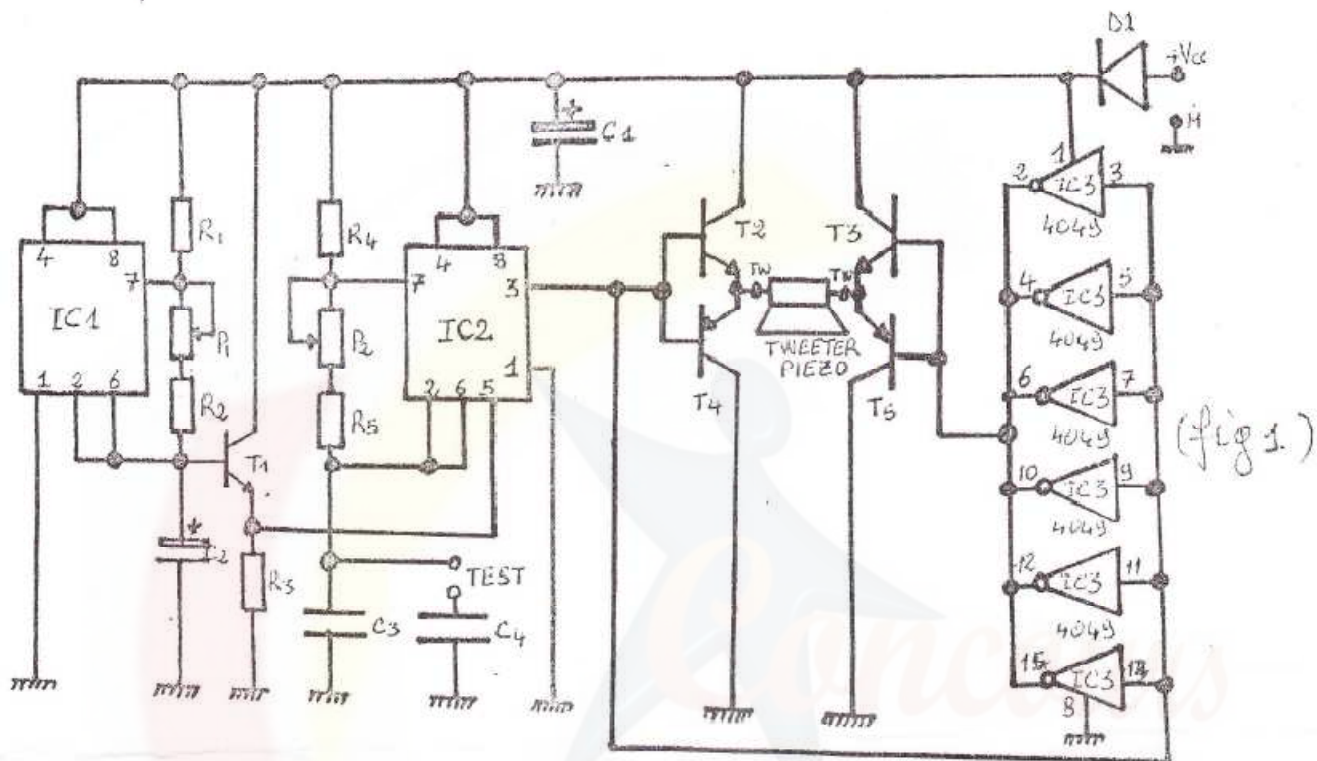 D1
+Vcc
M
C1
4 8
7
IC1
1 2 6
R1
P1
R2
T1
R3
R4
P2
R5
4 8
7
3
IC2
1
2 6 5
TEST
C3
C4
T2
T3
TW
TW
TWEETER
PIEZO
T4
T5
1
2 IC3 3
4049
4 IC3 5
4049
6 IC3 7
4049
10 IC3 9
4049
12 IC3 11
4049
15 IC3 14
8
(fig 1.)
Concours